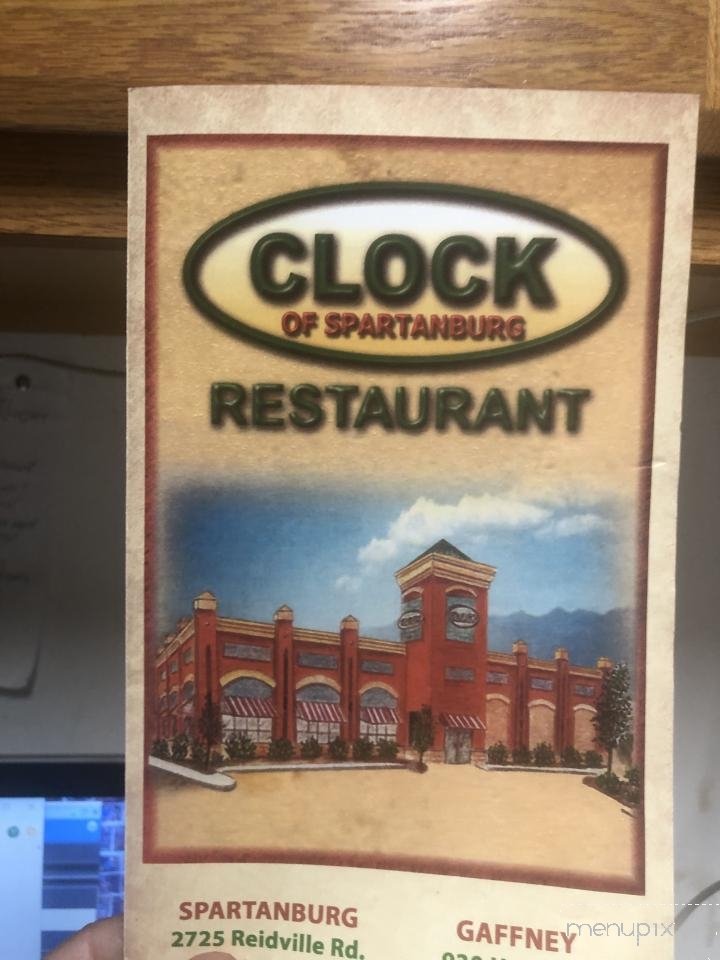 CLOCK
OF SPARTANBURG
RESTAURANT
SPARTANBURG
2725 Reidville Rd.
GAFFNEY
menupix